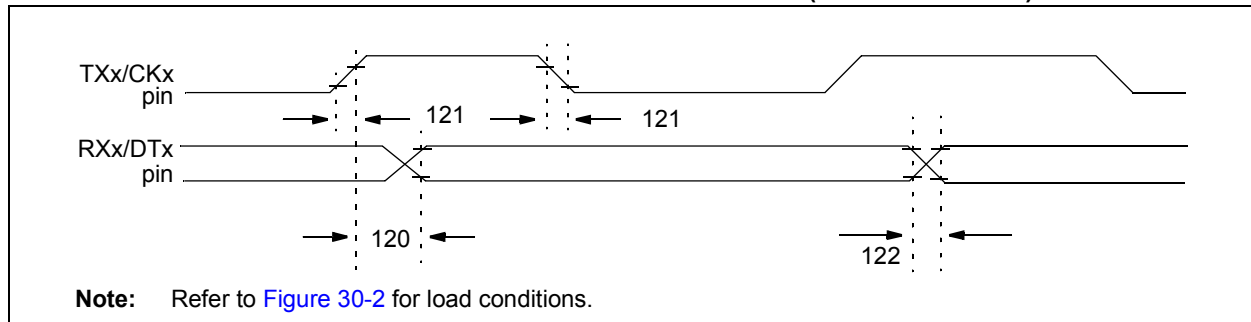 TXx/CKx
pin
121
121
RXx/DTx
pin
120
122
Note: Refer to Figure 30-2 for load conditions.